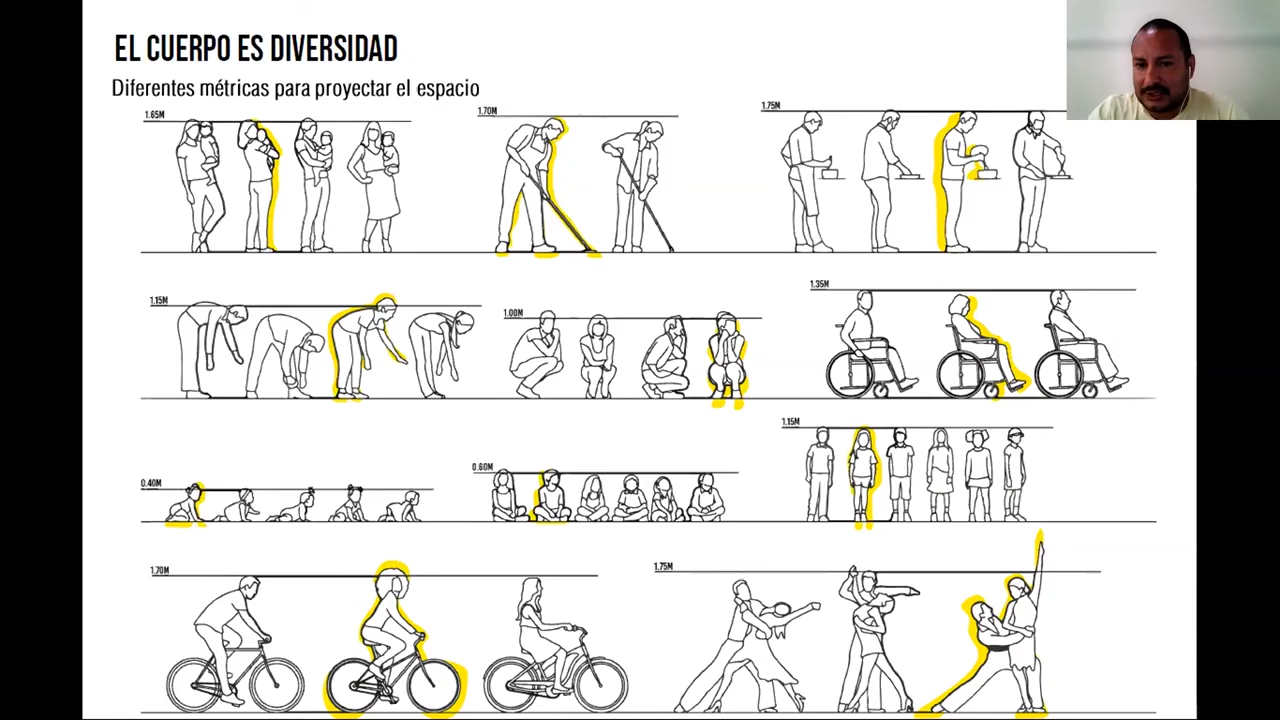 EL CUERPO ES DIVERSIDAD
Diferentes métricas para proyectar el espacio
1.65M
1.70M
1.75M
1.15M
1.00M
1.35M
1.15M
0.40M
0.60M
1.70M
1.75M